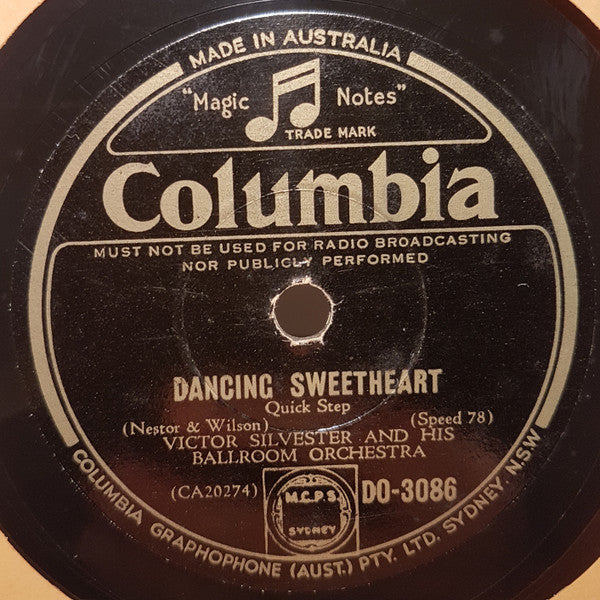 MADE IN AUSTRALIA
"Magic Notes"
TRADE MARK
Columbia
MUST NOT BE USED FOR RADIO BROADCASTING
NOR PUBLICLY PERFORMED
DANCING SWEETHEART
Quick Step
(Nestor & Wilson) (Speed 78)
VICTOR SILVESTER AND HIS
BALLROOM ORCHESTRA
(CA20274) M.C.P.S. DO-3086
SYDNEY
COLUMBIA GRAPHOPHONE (AUST.) PTY. LTD. SYDNEY. N.S.W.